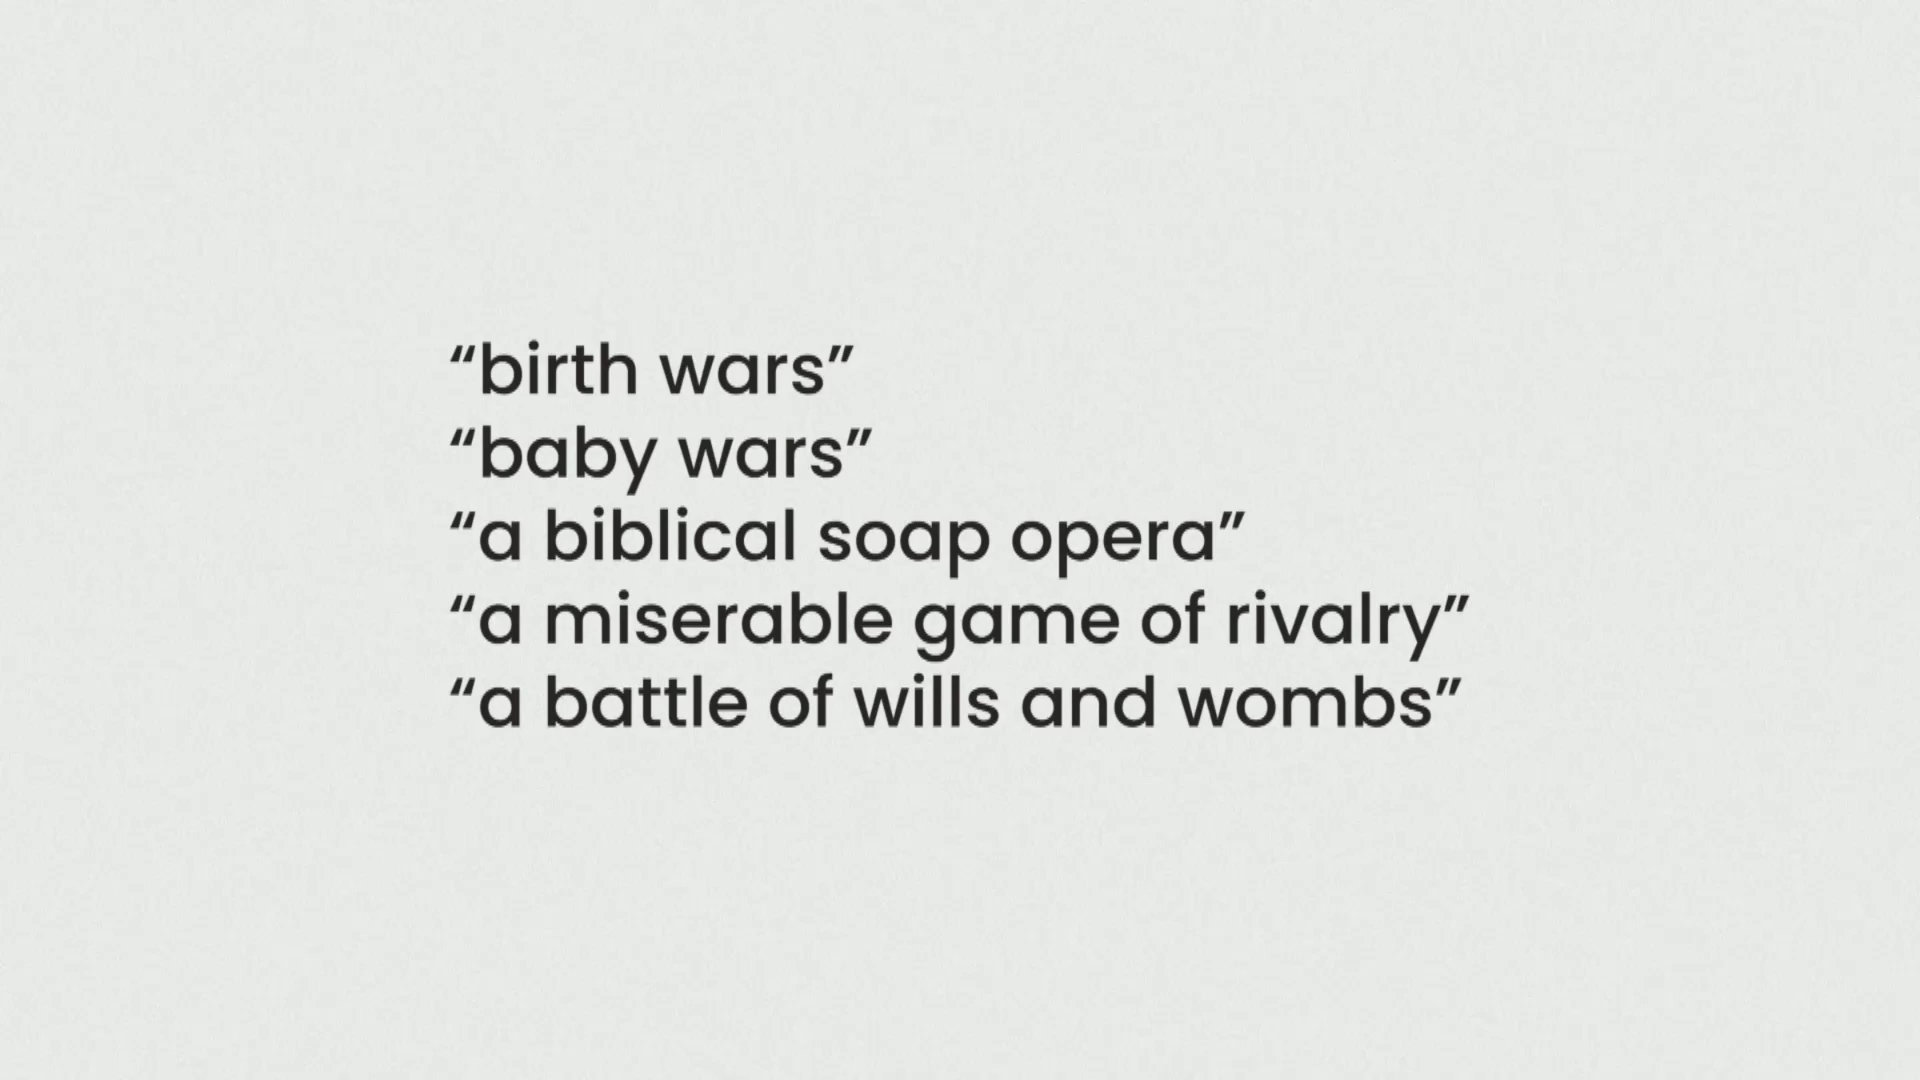 “birth wars”
“baby wars”
“a biblical soap opera”
“a miserable game of rivalry”
“a battle of wills and wombs”